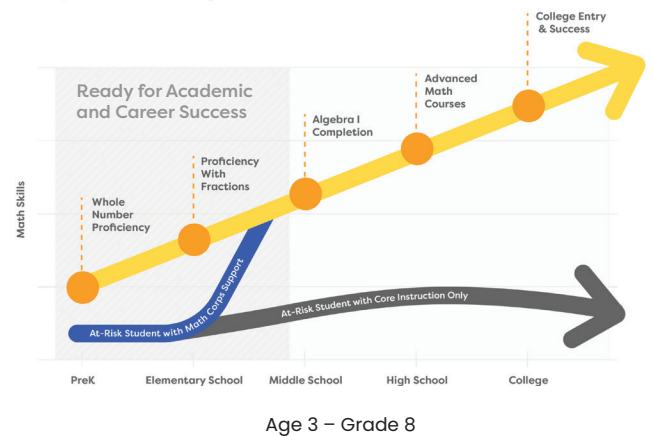 College Entry
& Success
Ready for Academic
and Career Success
Advanced
Math
Courses
Algebra I
Completion
Proficiency
With
Fractions
Whole
Number
Proficiency
Math Skills
At-Risk Student with Math Corps Support
At-Risk Student with Core Instruction Only
PreK
Elementary School
Middle School
High School
College
Age 3 – Grade 8